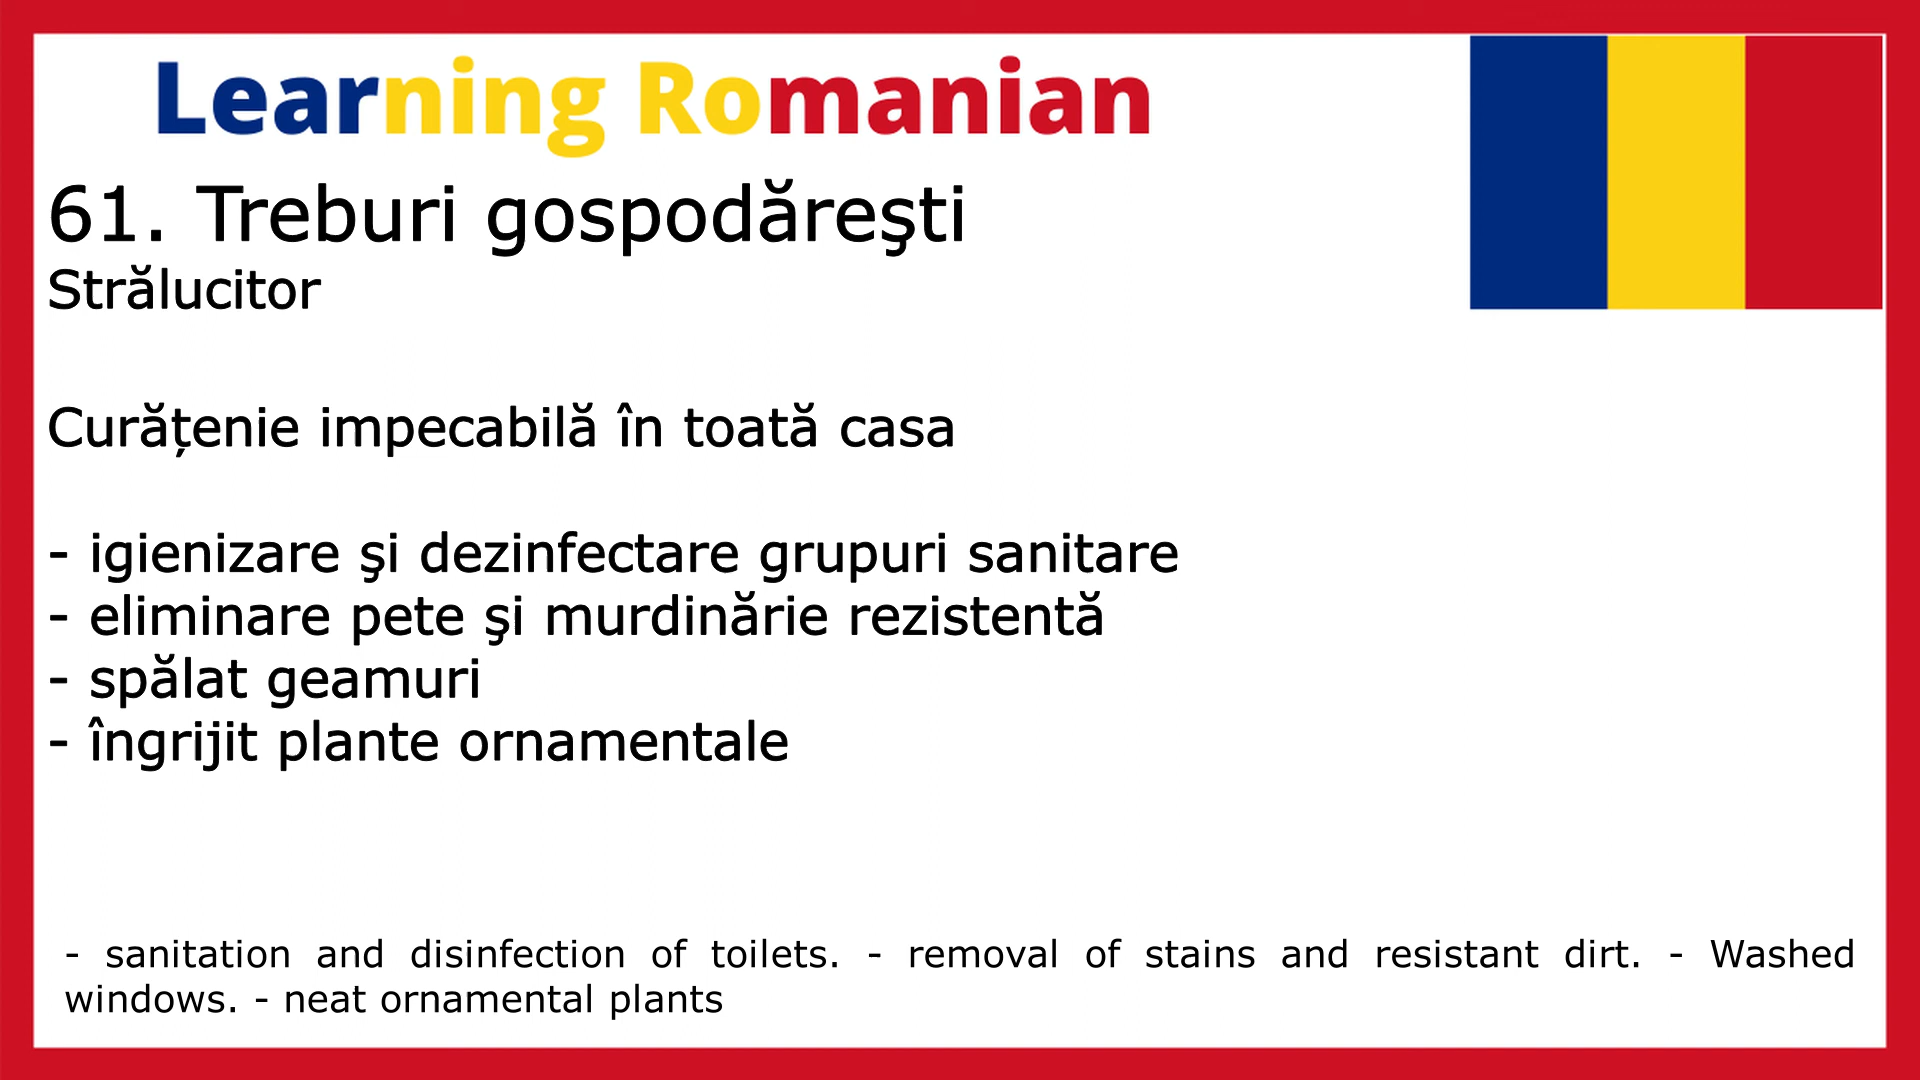 Learning Romanian
61. Treburi gospodăreşti
Strălucitor
Curățenie impecabilă în toată casa
- igienizare şi dezinfectare grupuri sanitare
- eliminare pete şi murdinărie rezistentă
- spălat geamuri
- îngrijit plante ornamentale
- sanitation and disinfection of toilets. - removal of stains and resistant dirt. - Washed
windows. - neat ornamental plants